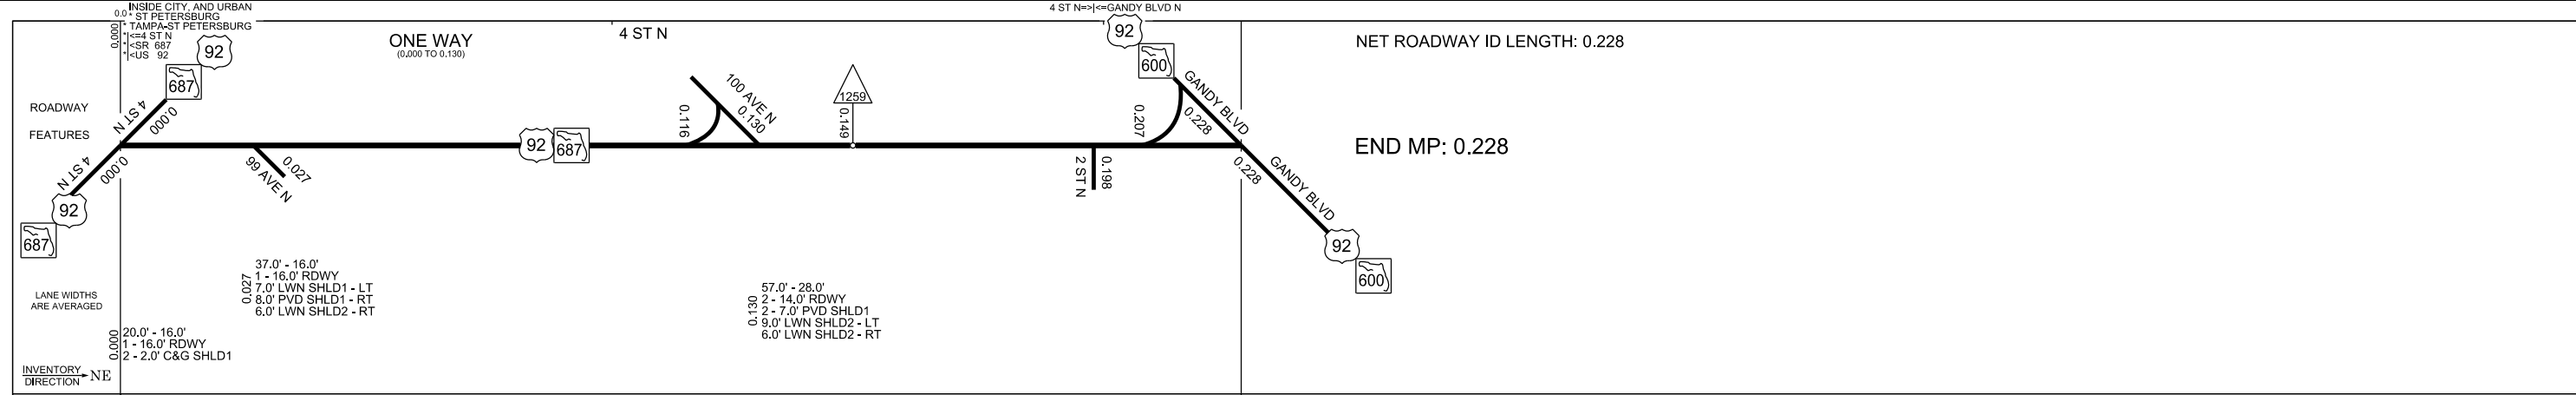 INSIDE CITY, AND URBAN
0.0 * ST PETERSBURG
* TAMPA-ST PETERSBURG
0.000
*|<=4 ST N
*|<SR 687
*|<US 92
92
687
ONE WAY
(0.000 TO 0.130)
4 ST N
4 ST N=>|<=GANDY BLVD N
92
600
NET ROADWAY ID LENGTH: 0.228
ROADWAY
FEATURES
4 ST N
0.000
4 ST N
0.000
92
687
99 AVE N
0.027
92
687
0.116
100 AVE N
0.130
1259
0.149
2 ST N
0.198
0.207
GANDY BLVD
0.228
0.228
GANDY BLVD
92
600
END MP: 0.228
LANE WIDTHS
ARE AVERAGED
0.000
20.0' - 16.0'
1 - 16.0' RDWY
2 - 2.0' C&G SHLD1
0.027
37.0' - 16.0'
1 - 16.0' RDWY
7.0' LWN SHLD1 - LT
8.0' PVD SHLD1 - RT
6.0' LWN SHLD2 - RT
0.130
57.0' - 28.0'
2 - 14.0' RDWY
2 - 7.0' PVD SHLD1
9.0' LWN SHLD2 - LT
6.0' LWN SHLD2 - RT
INVENTORY
DIRECTION
NE